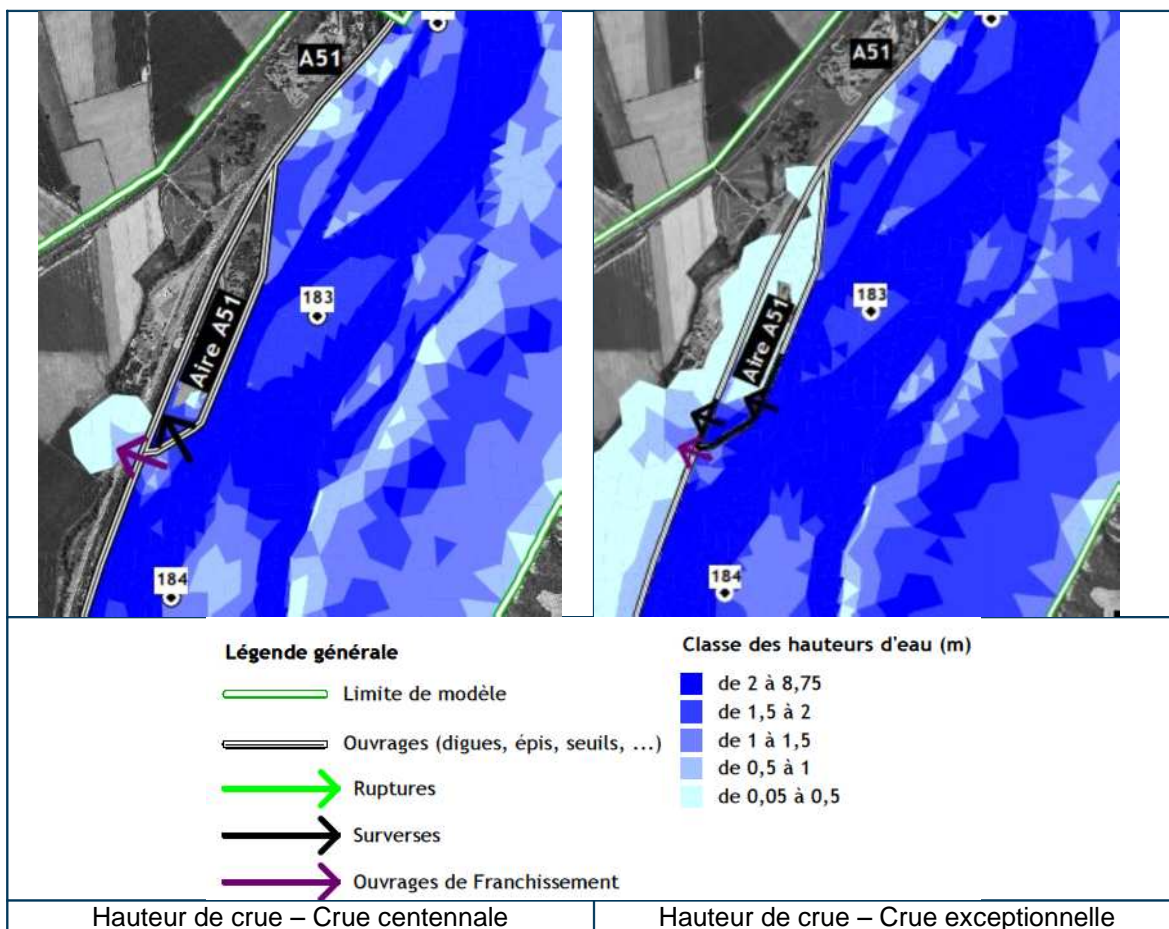 A51
183
Aire A51
184
A51
183
Aire A51
184
Légende générale
Limite de modèle
Ouvrages (digues, épis, seuils, ...)
Ruptures
Surverses
Ouvrages de Franchissement
Classe des hauteurs d'eau (m)
de 2 à 8,75
de 1,5 à 2
de 1 à 1,5
de 0,5 à 1
de 0,05 à 0,5
Hauteur de crue – Crue centennale
Hauteur de crue – Crue exceptionnelle